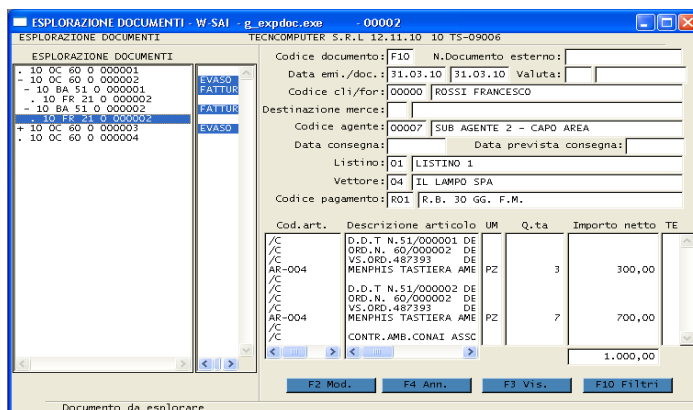 ESPLORAZIONE DOCUMENTI - W-SAI - g_expdoc.exe - 00002
ESPLORAZIONE DOCUMENTI TECNCOMPUTER S.R.L 12.11.10 10 TS-09006
ESPLORAZIONE DOCUMENTI
. 10 OC 60 0 000001
- 10 OC 60 0 000002 EVASO
- 10 BA 51 0 000001 FATTUR
. 10 FR 21 0 000002
- 10 BA 51 0 000002 FATTUR
. 10 FR 21 0 000002
+ 10 OC 60 0 000003 EVASO
. 10 OC 60 0 000004
Codice documento: F10 N.Documento esterno:
Data emi./doc.: 31.03.10 31.03.10 Valuta:
Codice cli/for: 00000 ROSSI FRANCESCO
Destinazione merce:
Codice agente: 00007 SUB AGENTE 2 - CAPO AREA
Data consegna: Data prevista consegna:
Listino: 01 LISTINO 1
Vettore: 04 IL LAMPO SPA
Codice pagamento: R01 R.B. 30 GG. F.M.
Cod.art. Descrizione articolo UM Q.ta Importo netto TE
/C D.D.T N.51/000001 DE
/C ORD.N. 60/000002 DE
/C VS.ORD.487393 DE
AR-004 MENPHIS TASTIERA AME PZ 3 300,00
/C
/C D.D.T N.51/000002 DE
/C ORD.N. 60/000002 DE
/C VS.ORD.487393 DE
AR-004 MENPHIS TASTIERA AME PZ 7 700,00
/C
/C CONTR.AMB.CONAI ASSC
1.000,00
F2 Mod. F4 Ann. F3 Vis. F10 Filtri
Documento da esplorare